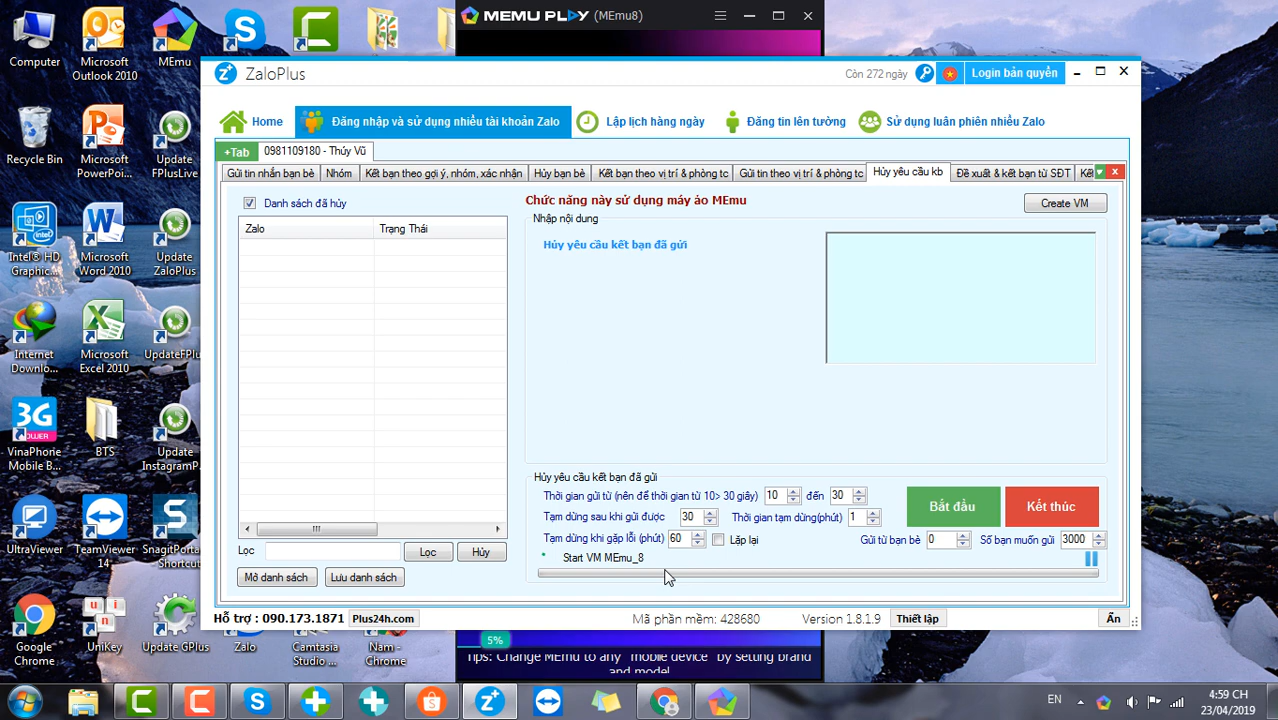 Computer
Microsoft
Outlook 2010
MEmu
Recycle Bin
Microsoft
PowerPoi...
Update
FPlusLive
Intel® HD
Graphic...
Microsoft
Word 2010
Update
ZaloPlus
Internet
Downlo...
Microsoft
Excel 2010
UpdateFPlu
3G
POWER
VinaPhone
Mobile B...
BTS
Update
InstagramP...
UltraViewer
TeamViewer
14
SnagitPorta
Shortcut
Google
Chrome
UniKey
Update GPlus
Zalo
Camtasia
Studio ...
Nam -
Chrome
MEMU PLAY (MEmu8)
ZaloPlus
Còn 272 ngày
Login bản quyền
Home
Đăng nhập và sử dụng nhiều tài khoản Zalo
Lập lịch hàng ngày
Đăng tin lên tường
Sử dụng luân phiên nhiều Zalo
+Tab
0981109180 - Thúy Vũ
Gửi tin nhắn bạn bè
Nhóm
Kết bạn theo gợi ý, nhóm, xác nhận
Hủy bạn bè
Kết bạn theo vị trí & phòng tc
Gửi tin theo vị trí & phòng tc
Hủy yêu cầu kb
Đề xuất & kết bạn từ SĐT
Kết
Danh sách đã hủy
Chức năng này sử dụng máy ảo MEmu
Create VM
Nhập nội dung
Zalo
Trạng Thái
Hủy yêu cầu kết bạn đã gửi
Hủy yêu cầu kết bạn đã gửi
Thời gian gửi từ (nên để thời gian từ 10> 30 giây) 10 đến 30
Tạm dừng sau khi gửi được 30 Thời gian tạm dừng(phút) 1
Bắt đầu
Kết thúc
Tạm dừng khi gặp lỗi (phút) 60 Lặp lại
Gửi từ bạn bè 0 Số bạn muốn gửi 3000
Lọc
Lọc
Hủy
Start VM MEmu_8
Mở danh sách
Lưu danh sách
Hỗ trợ : 090.173.1871
Plus24h.com
Mã phần mềm: 428680
Version 1.8.1.9
Thiết lập
Ẩn
5%
Tips: Change MEmu to any "mobile device" by setting brand
and model
EN
4:59 CH
23/04/2019